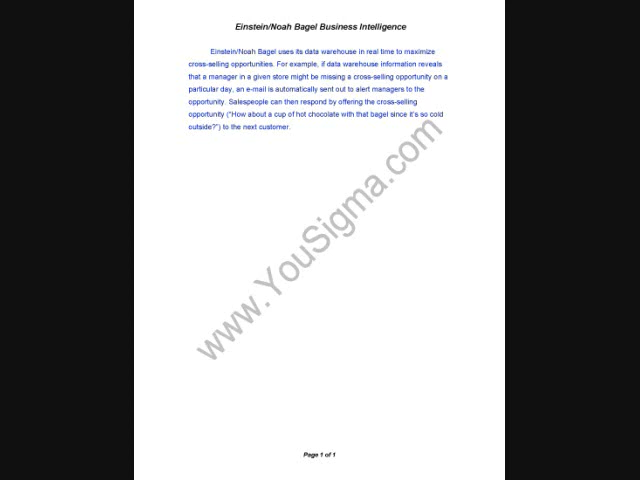 Einstein/Noah Bagel Business Intelligence
Einstein/Noah Bagel uses its data warehouse in real time to maximize
cross-selling opportunities. For example, if data warehouse information reveals
that a manager in a given store might be missing a cross-selling opportunity on a
particular day, an e-mail is automatically sent out to alert managers to the
opportunity. Salespeople can then respond by offering the cross-selling
opportunity ("How about a cup of hot chocolate with that bagel since it's so cold
outside?") to the next customer.
www.YouSigma.com
Page 1 of 1